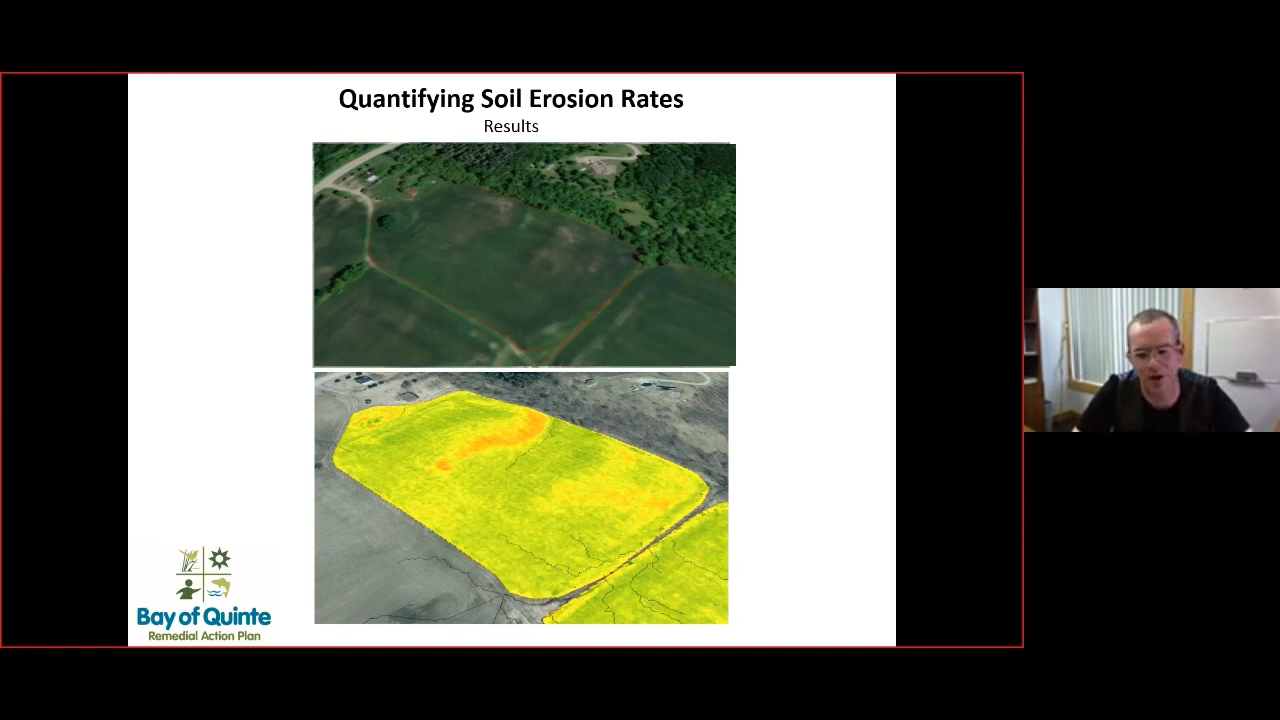 Quantifying Soil Erosion Rates
Results
Bay of Quinte
Remedial Action Plan